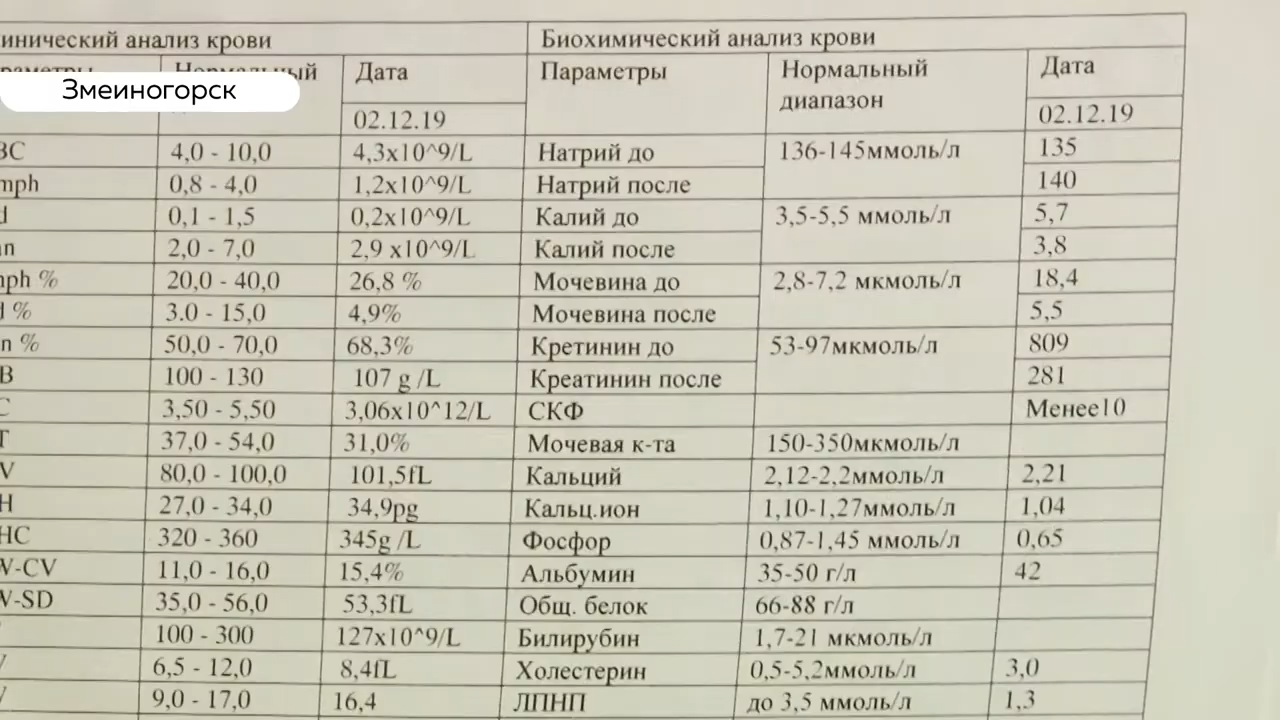 инический анализ крови Биохимический анализ крови
Змеиногорск
Дата Параметры Нормальный диапазон Дата
02.12.19 02.12.19
ВС 4,0 - 10,0 4,3x10^9/L Натрий до 136-145ммоль/л 135
mph 0,8 - 4,0 1,2x10^9/L Натрий после 140
d 0,1 - 1,5 0,2x10^9/L Калий до 3,5-5,5 ммоль/л 5,7
an 2,0 - 7,0 2,9 x10^9/L Калий после 3,8
mph % 20,0 - 40,0 26,8 % Мочевина до 2,8-7,2 мкмоль/л 18,4
d % 3.0 - 15,0 4,9% Мочевина после 5,5
an % 50,0 - 70,0 68,3% Кретинин до 53-97мкмоль/л 809
B 100 - 130 107 g /L Креатинин после 281
C 3,50 - 5,50 3,06x10^12/L СКФ Менее10
T 37,0 - 54,0 31,0% Мочевая к-та 150-350мкмоль/л
V 80,0 - 100,0 101,5fL Кальций 2,12-2,2ммоль/л 2,21
H 27,0 - 34,0 34,9pg Кальц.ион 1,10-1,27ммоль/л 1,04
HC 320 - 360 345g /L Фосфор 0,87-1,45 ммоль/л 0,65
W-CV 11,0 - 16,0 15,4% Альбумин 35-50 г/л 42
W-SD 35,0 - 56,0 53,3fL Общ. белок 66-88 г/л
100 - 300 127x10^9/L Билирубин 1,7-21 мкмоль/л
V 6,5 - 12,0 8,4fL Холестерин 0,5-5,2ммоль/л 3,0
V 9,0 - 17,0 16,4 ЛПНП до 3,5 ммоль/л 1,3